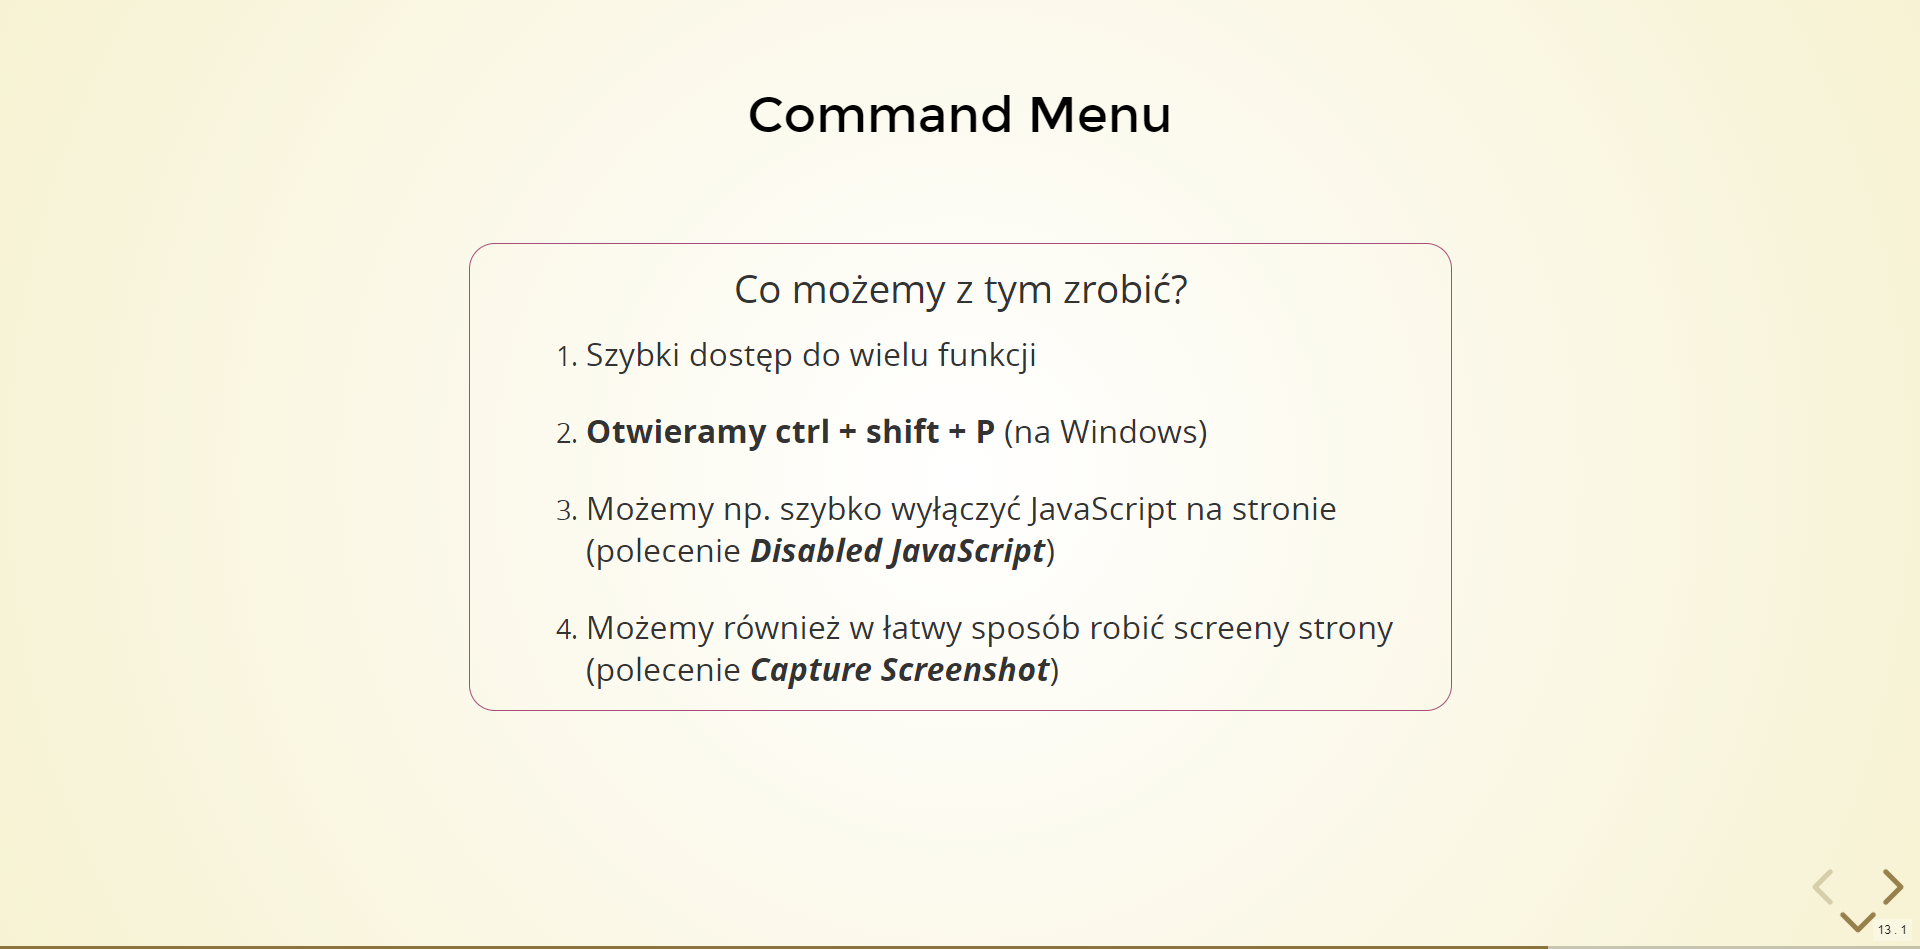 Command Menu
Co możemy z tym zrobić?
1. Szybki dostęp do wielu funkcji
2. Otwieramy ctrl + shift + P (na Windows)
3. Możemy np. szybko wyłączyć JavaScript na stronie
(polecenie Disabled JavaScript)
4. Możemy również w łatwy sposób robić screeny strony
(polecenie Capture Screenshot)
13 . 1